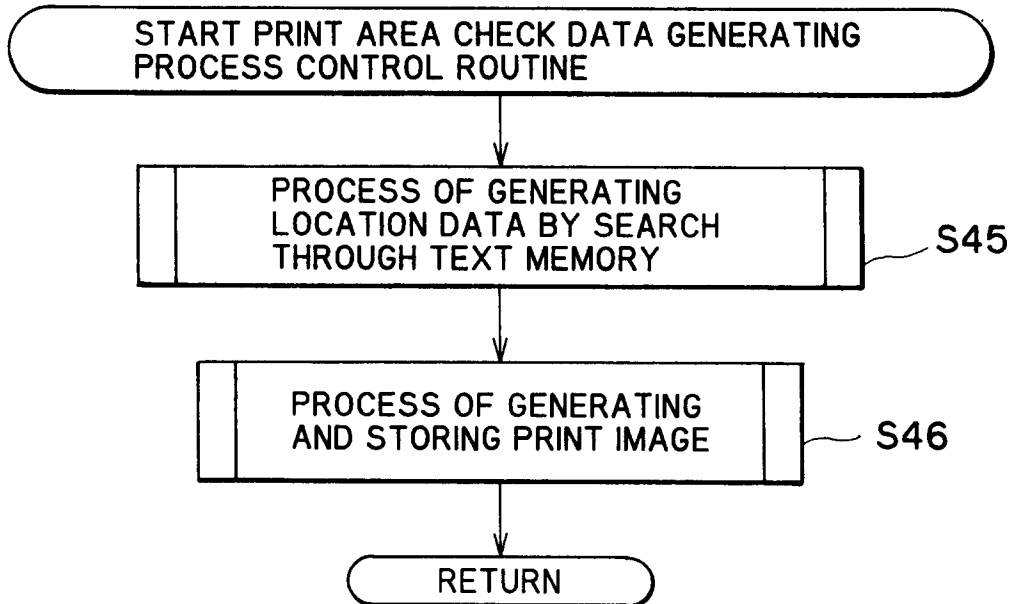 START PRINT AREA CHECK DATA GENERATING
PROCESS CONTROL ROUTINE
PROCESS OF GENERATING
LOCATION DATA BY SEARCH
THROUGH TEXT MEMORY
S45
PROCESS OF GENERATING
AND STORING PRINT IMAGE
S46
RETURN